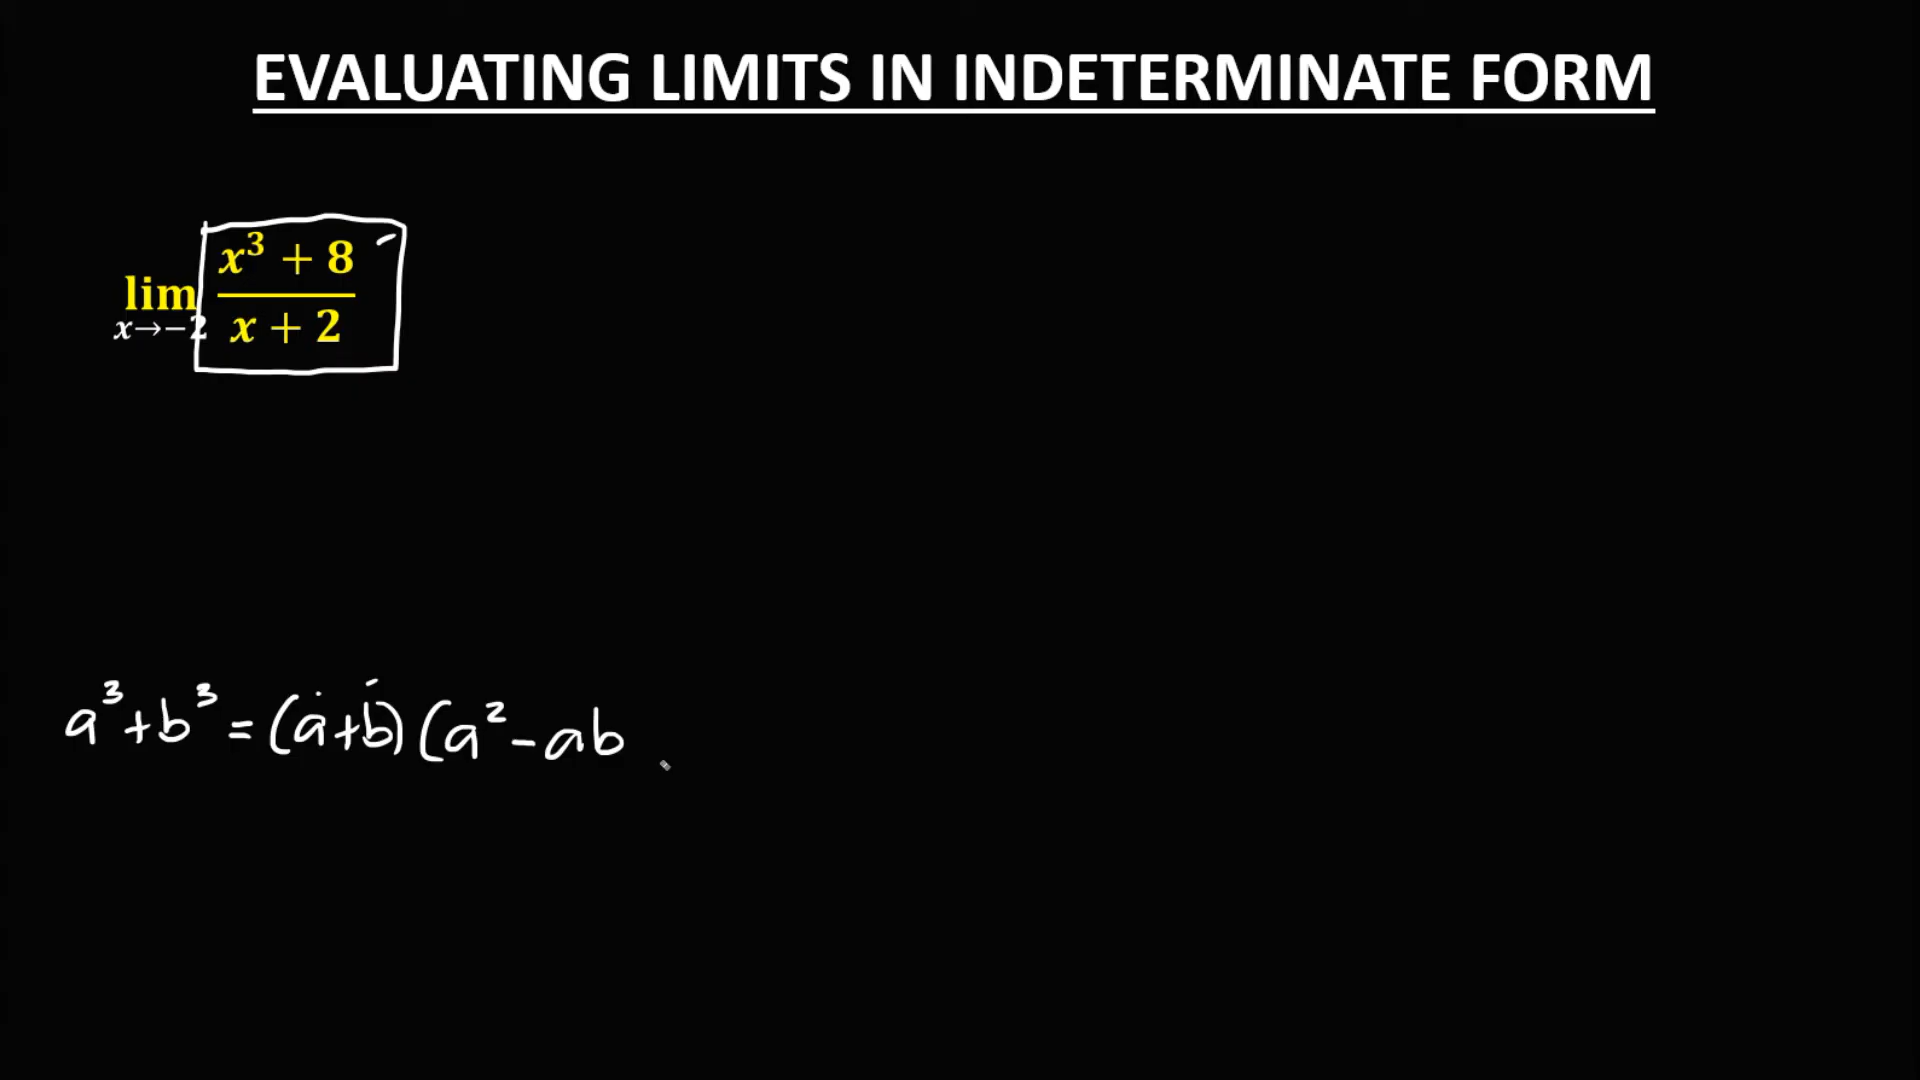 EVALUATING LIMITS IN INDETERMINATE FORM
lim x→−2 x³ + 8 / x + 2
a³+b³=(a+b)(a²-ab